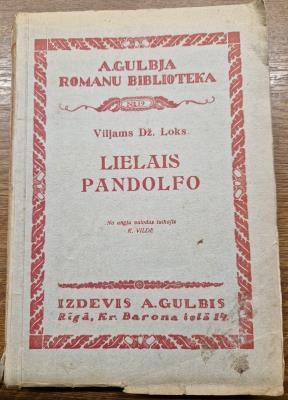 A.GULBJA
ROMANU BIBLIOTEKA
Viljams Dž. Loks
LIELAIS
PANDOLFO
No angļu valodas tulkojis
K. VILDE
IZDEVIS A.GULBIS
Rīgā, Kr. Barona ielā 14.